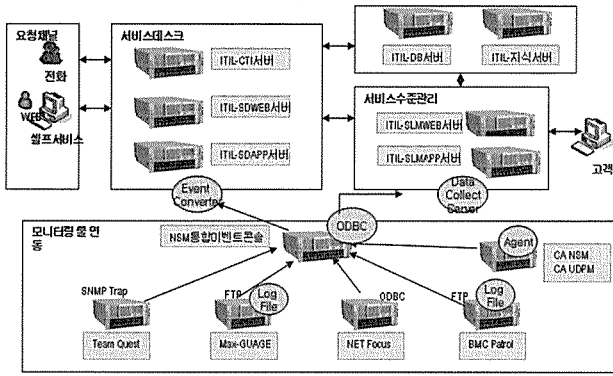 요청채널
전화
WEB
셀프서비스
서비스데스크
ITIL-CTI서버
ITIL-SDWEB서버
ITIL-SDAPP서버
ITIL-DB서버
ITIL-지식서버
서비스수준관리
ITIL-SLMWEB서버
ITIL-SLMAPP서버
고객
Event
Converter
ODBC
Data
Collect
Server
모니터링 툴 연
동
NSM통합이벤트콘솔
Agent
CA NSM
CA UDPM
SNMP Trap
Team Quest
FTP
Log
File
Max-GUAGE
ODBC
NET Focus
FTP
Log
File
BMC Patrol